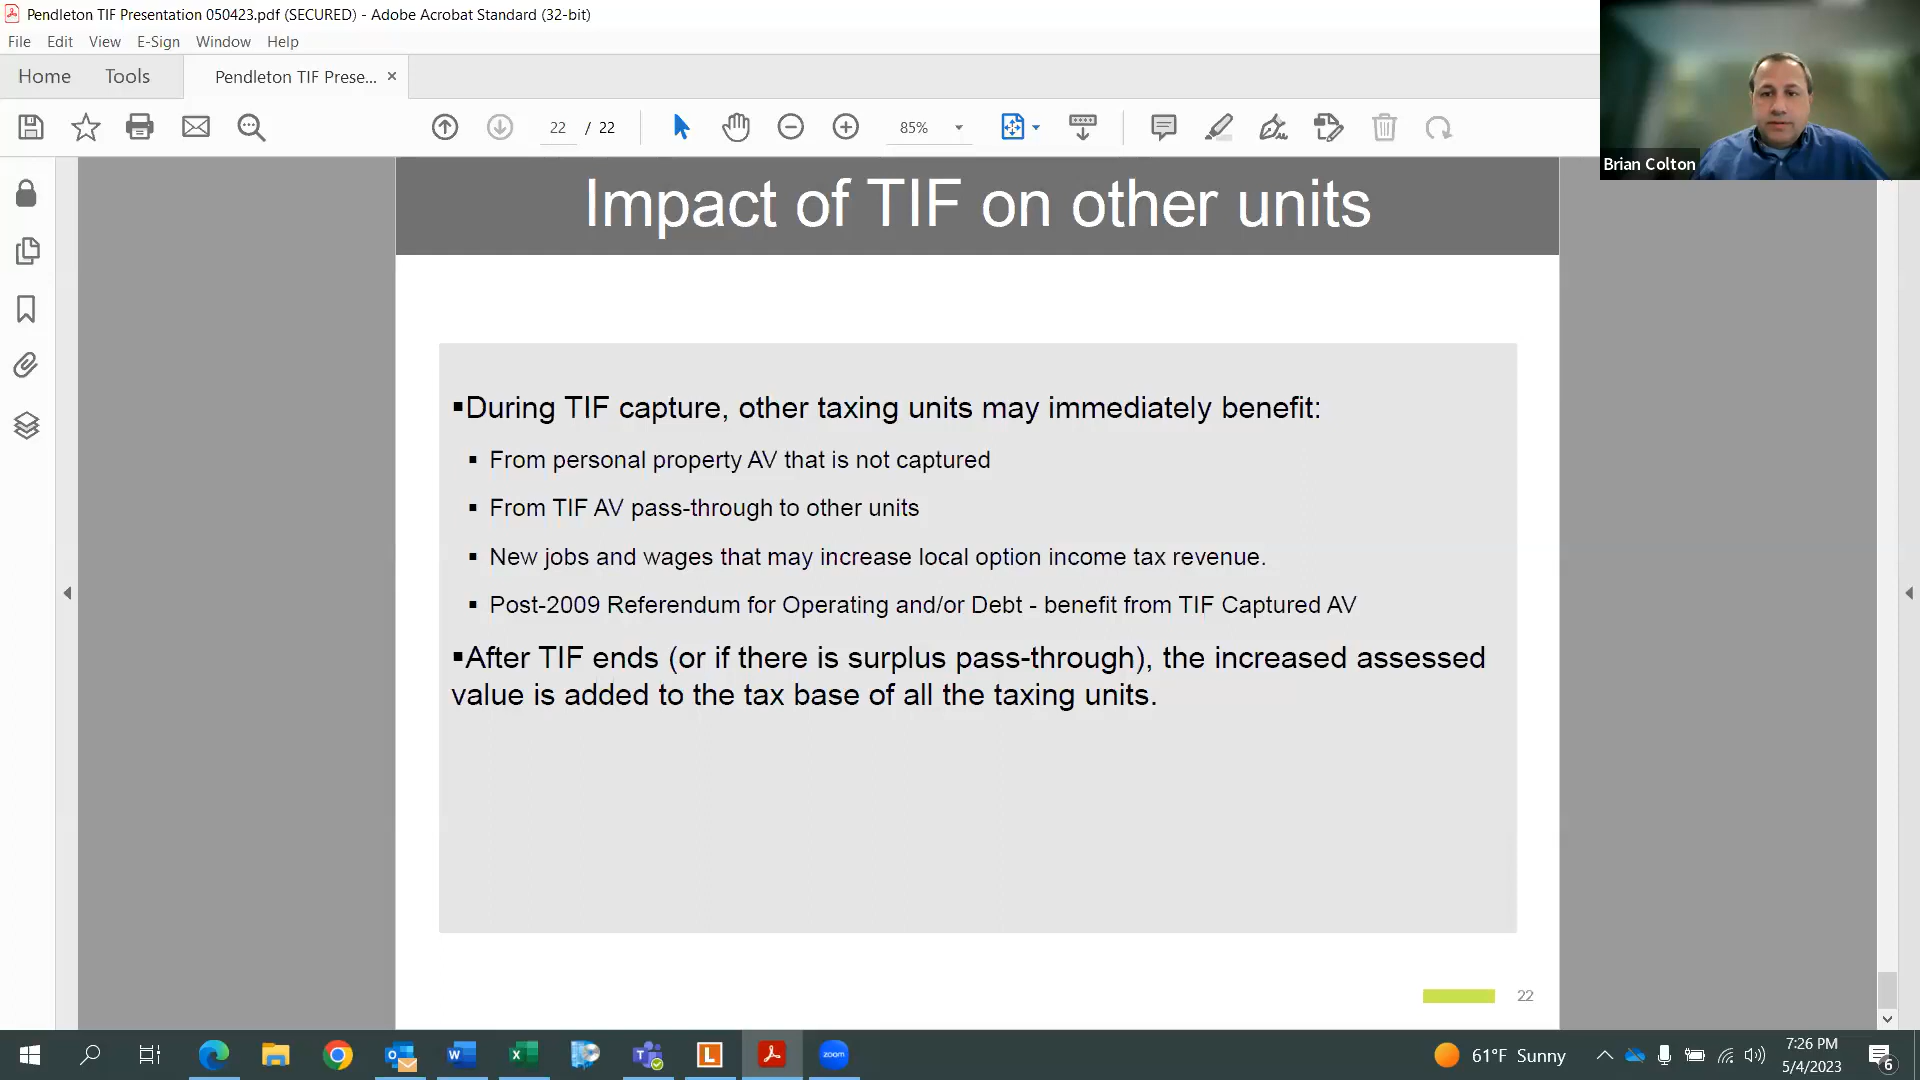 Pendleton TIF Presentation 050423.pdf (SECURED) - Adobe Acrobat Standard (32-bit)
File Edit View E-Sign Window Help
Home Tools Pendleton TIF Prese... ×
22 / 22 85%
Brian Colton
Impact of TIF on other units
▪During TIF capture, other taxing units may immediately benefit:
▪ From personal property AV that is not captured
▪ From TIF AV pass-through to other units
▪ New jobs and wages that may increase local option income tax revenue.
▪ Post-2009 Referendum for Operating and/or Debt - benefit from TIF Captured AV
▪After TIF ends (or if there is surplus pass-through), the increased assessed
value is added to the tax base of all the taxing units.
22
zoom
61°F Sunny
7:26 PM
5/4/2023
6